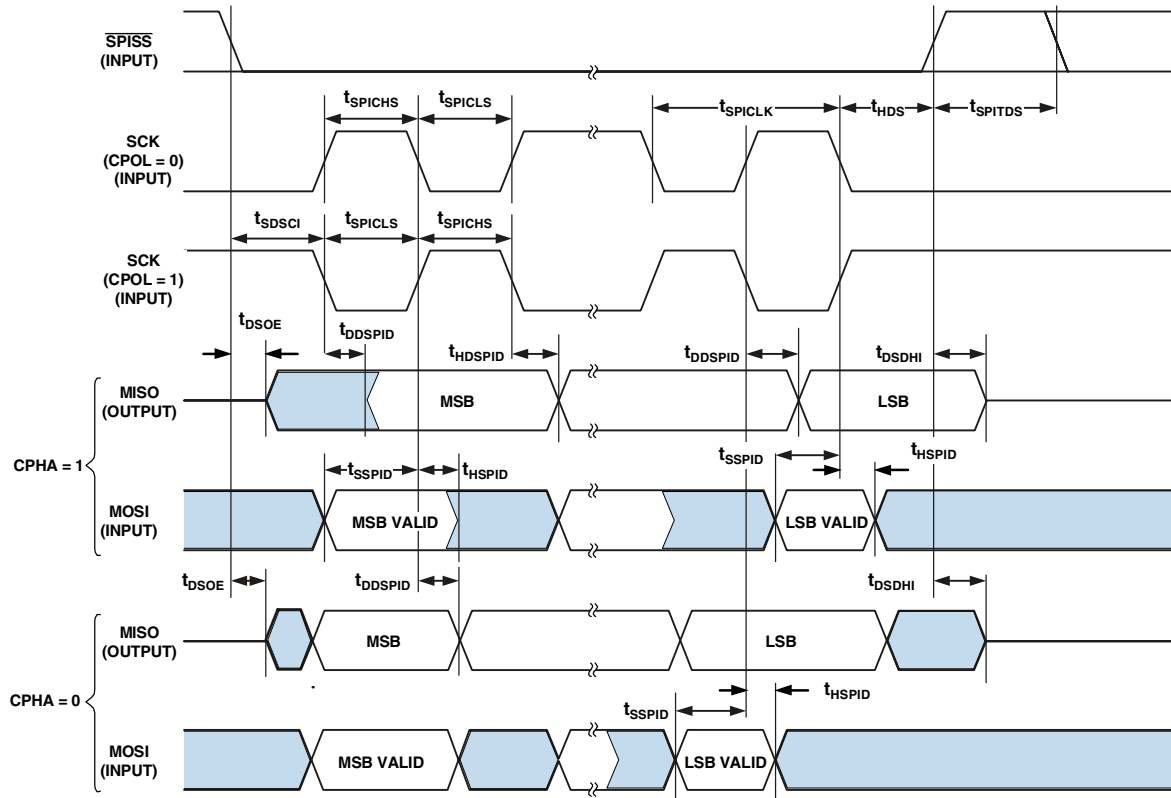 SPISS
(INPUT)
tSPICHS tSPICLS tSPICLK tHDS tSPITDS
SCK
(CPOL = 0)
(INPUT)
tSDSCI tSPICLS tSPICHS
SCK
(CPOL = 1)
(INPUT)
tDSOE tDDSPID tHDSPID tDDSPID tDSDHI
MISO
(OUTPUT)
MSB LSB
CPHA = 1
tSSPID tHSPID tSSPID tHSPID
MOSI
(INPUT)
MSB VALID LSB VALID
tDSOE tDDSPID tDSDHI
MISO
(OUTPUT)
MSB LSB
CPHA = 0
tSSPID tHSPID
MOSI
(INPUT)
MSB VALID LSB VALID